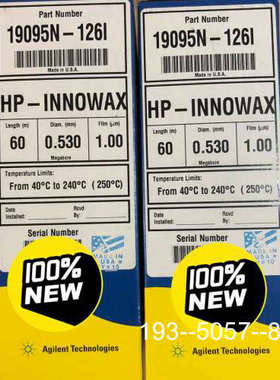 Part Number
19095N-126I
Made in U.S.A.
HP-INNOWAX
Length (m)
Diam. (mm)
Film (µm)
60
0.530
1.00
Megabore
Temperature Limits:
From 40°C to 240°C (250°C)
Date
Installed:
Rcvd
By:
Serial Number
MADE IN
USA
100%
NEW
Agilent Technologies
Part Number
19095N-126I
Made in U.S.A.
HP-INNOWAX
Length (m)
Diam. (mm)
Film (µm)
60
0.530
1.00
Megabore
Temperature Limits:
From 40°C to 240°C (250°C)
Date
Installed:
Rcvd
By:
Serial Number
100%
NEW
193--5057--8
Agilent Technologies